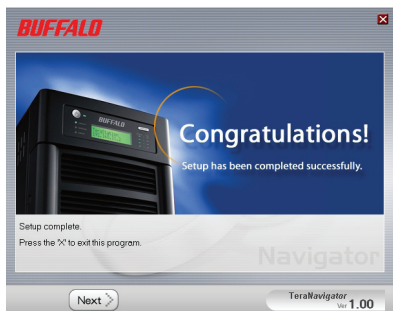 BUFFALO
BUFFALO
Congratulations!
Setup has been completed successfully.
Setup complete.
Press the "X" to exit this program.
Navigator
Next
TeraNavigator
Ver 1.00